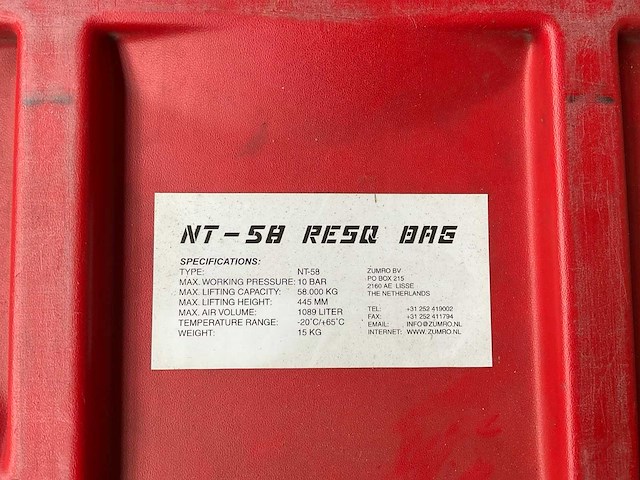 NT-58 RESQ BAG
SPECIFICATIONS:
TYPE: NT-58
MAX. WORKING PRESSURE: 10 BAR
MAX. LIFTING CAPACITY: 58.000 KG
MAX. LIFTING HEIGHT: 445 MM
MAX. AIR VOLUME: 1089 LITER
TEMPERATURE RANGE: -20°C/+65°C
WEIGHT: 15 KG
ZUMRO BV
PO BOX 215
2160 AE LISSE
THE NETHERLANDS
TEL: +31 252 419002
FAX: +31 252 411794
EMAIL: INFO@ZUMRO.NL
INTERNET: WWW.ZUMRO.NL